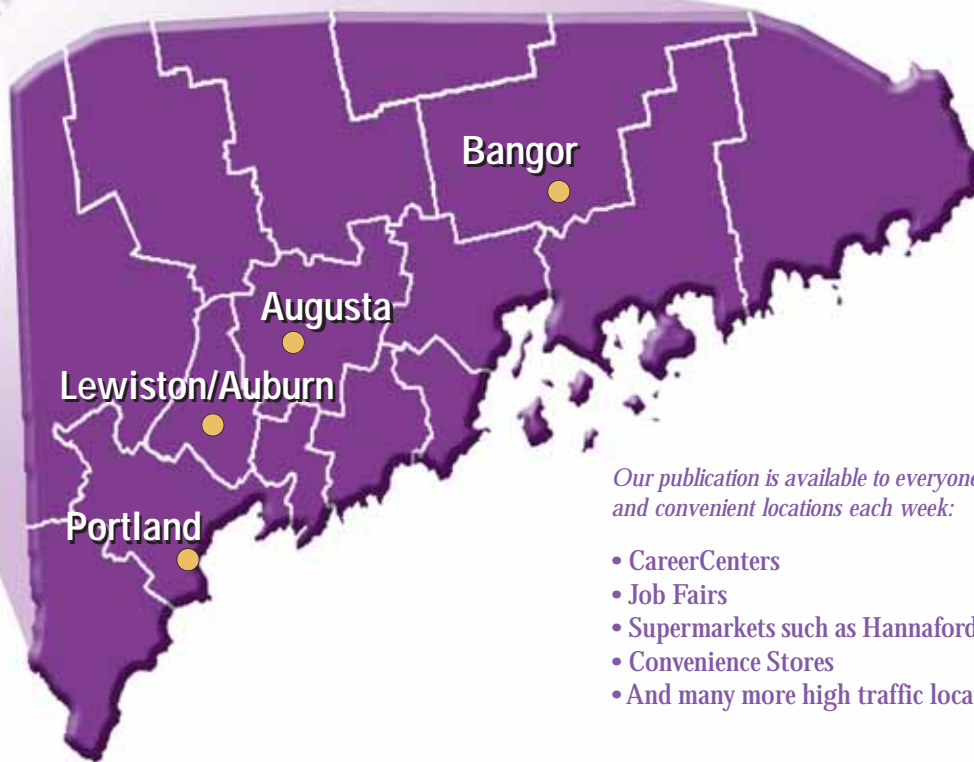 Bangor
Augusta
Lewiston/Auburn
Portland
Our publication is available to everyone
and convenient locations each week:
• CareerCenters
• Job Fairs
• Supermarkets such as Hannaford
• Convenience Stores
• And many more high traffic